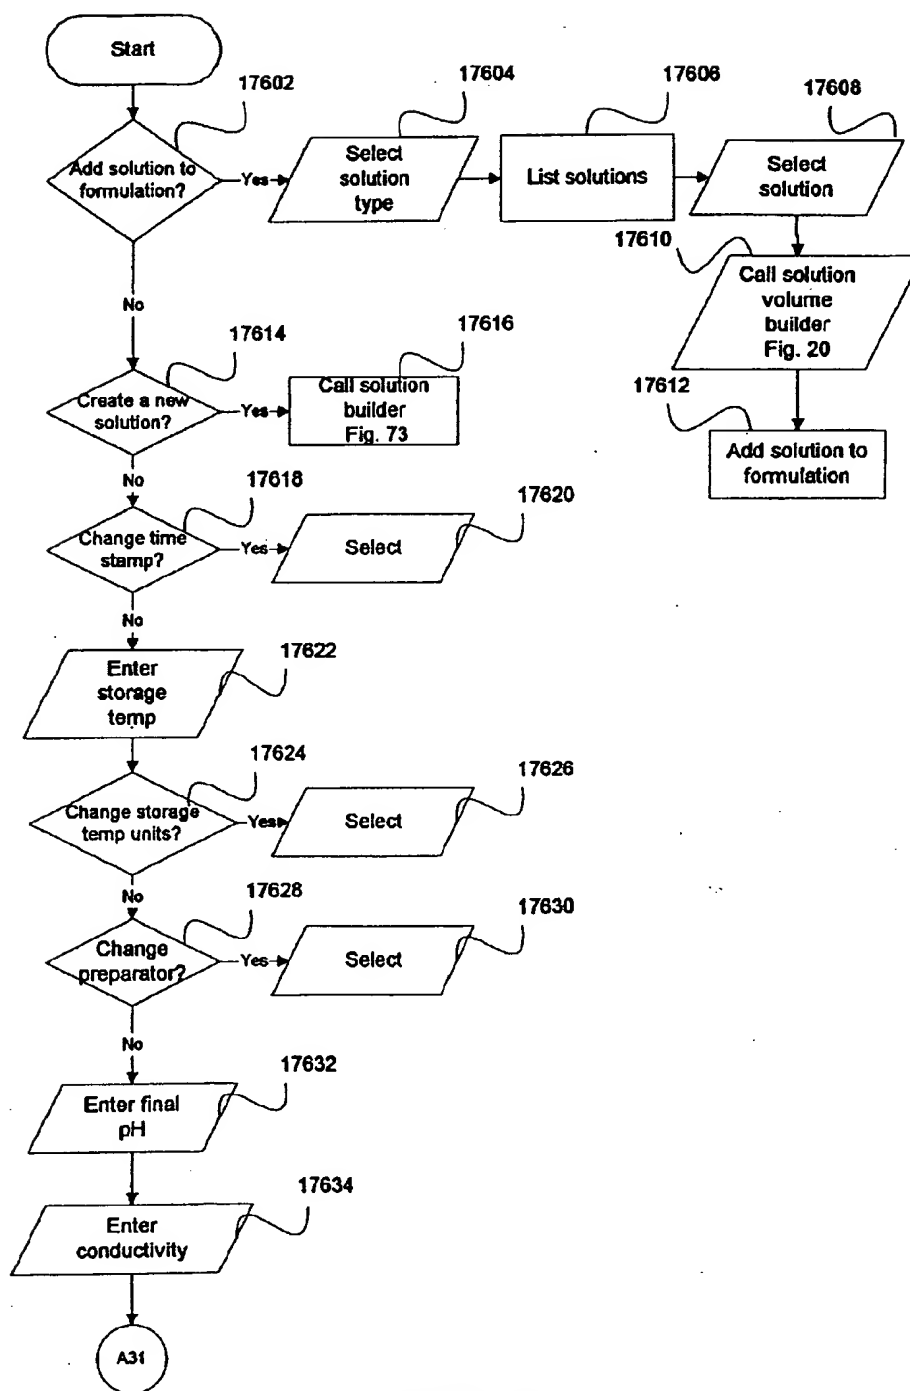 Start
17602
17604
17606
17608
Add solution to
formulation?
Yes
Select
solution
type
List solutions
Select
solution
17610
No
Call solution
volume
builder
Fig. 20
17614
17616
Create a new
solution?
Yes
Call solution
builder
Fig. 73
17612
Add solution to
formulation
No
17618
17620
Change time
stamp?
Yes
Select
No
17622
Enter
storage
temp
17624
17626
Change storage
temp units?
Yes
Select
No
17628
17630
Change
preparator?
Yes
Select
No
17632
Enter final
pH
17634
Enter
conductivity
A31